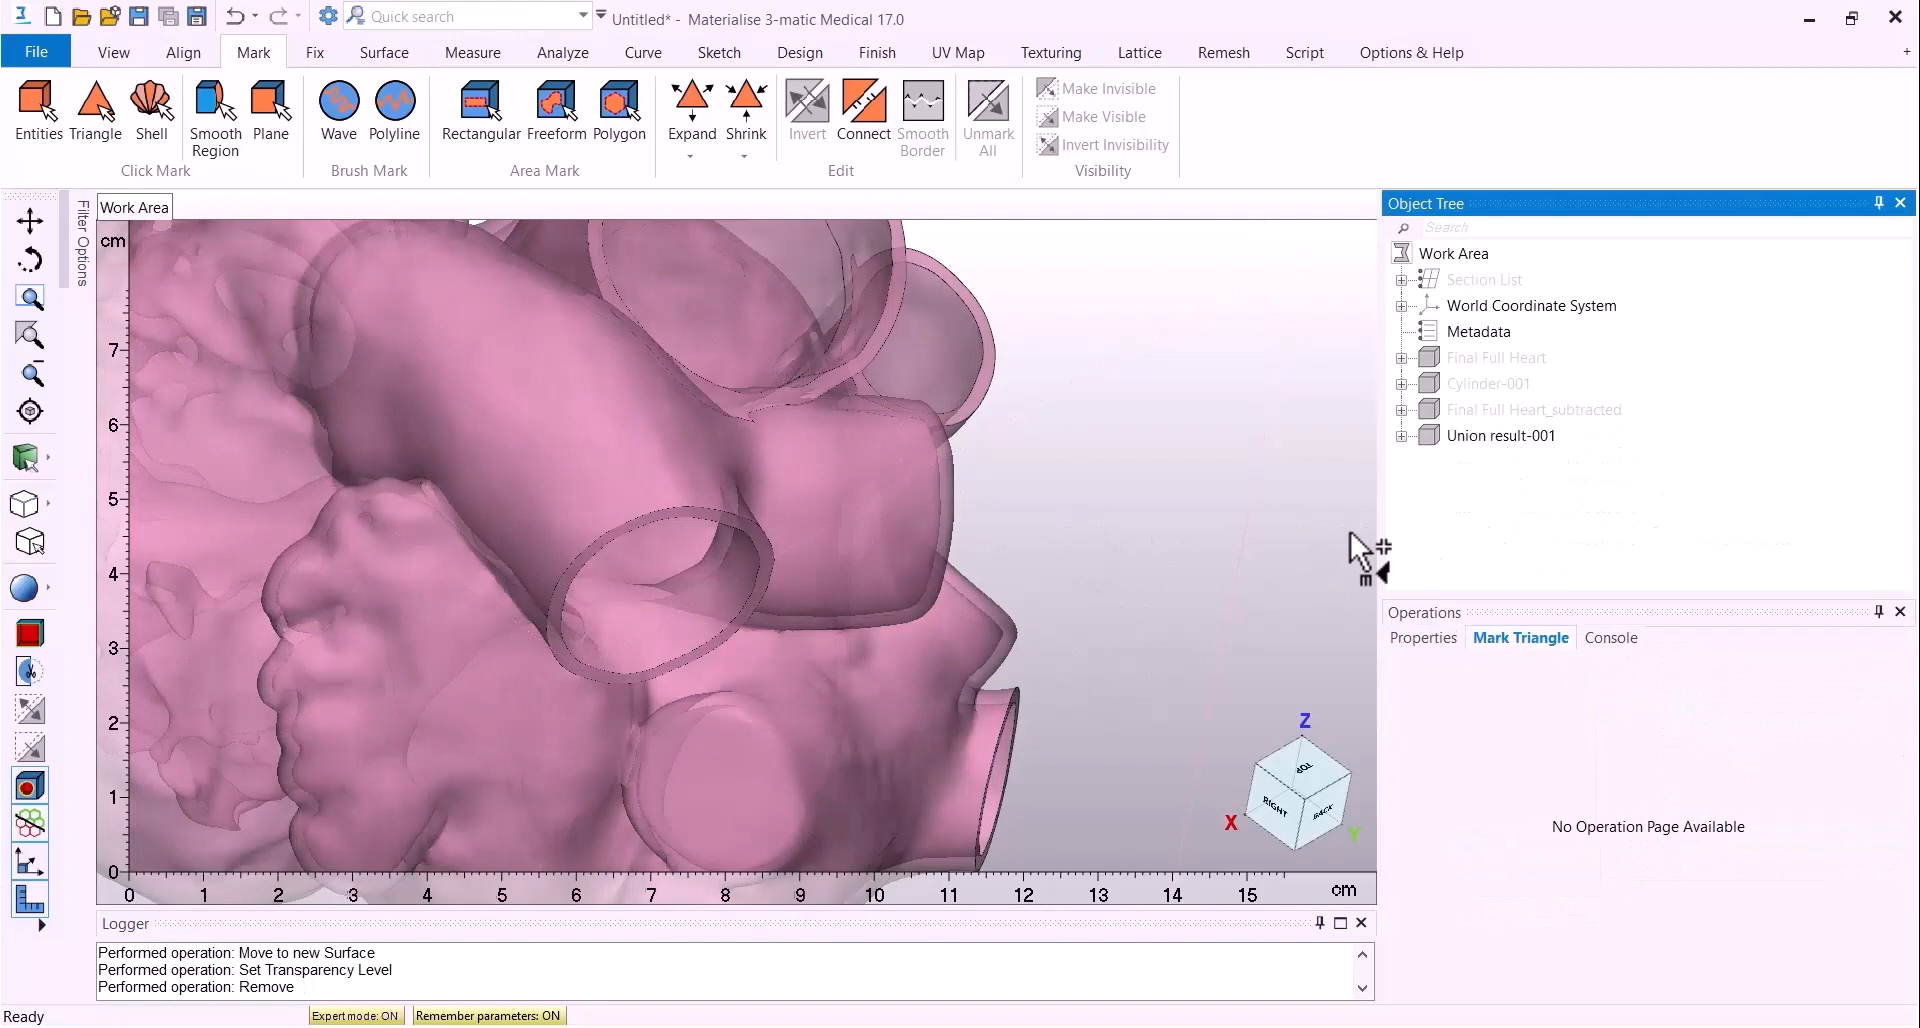 Quick search
Untitled* - Materialise 3-matic Medical 17.0
File View Align Mark Fix Surface Measure Analyze Curve Sketch Design Finish UV Map Texturing Lattice Remesh Script Options & Help
Entities Triangle Shell Smooth Region Plane
Click Mark
Wave Polyline
Brush Mark
Rectangular Freeform Polygon
Area Mark
Expand Shrink Invert Connect Smooth Border Unmark All
Edit
Make Invisible
Make Visible
Invert Invisibility
Visibility
Filter Options
Work Area
cm
7
6
5
4
3
2
1
0
0 1 2 3 4 5 6 7 8 9 10 11 12 13 14 15 cm
Z
X
Y
TOP
RIGHT
BACK
m
Object Tree
Search
Work Area
Section List
World Coordinate System
Metadata
Final Full Heart
Cylinder-001
Final Full Heart_subtracted
Union result-001
Operations
Properties Mark Triangle Console
No Operation Page Available
Logger
Performed operation: Move to new Surface
Performed operation: Set Transparency Level
Performed operation: Remove
Ready
Expert mode: ON
Remember parameters: ON